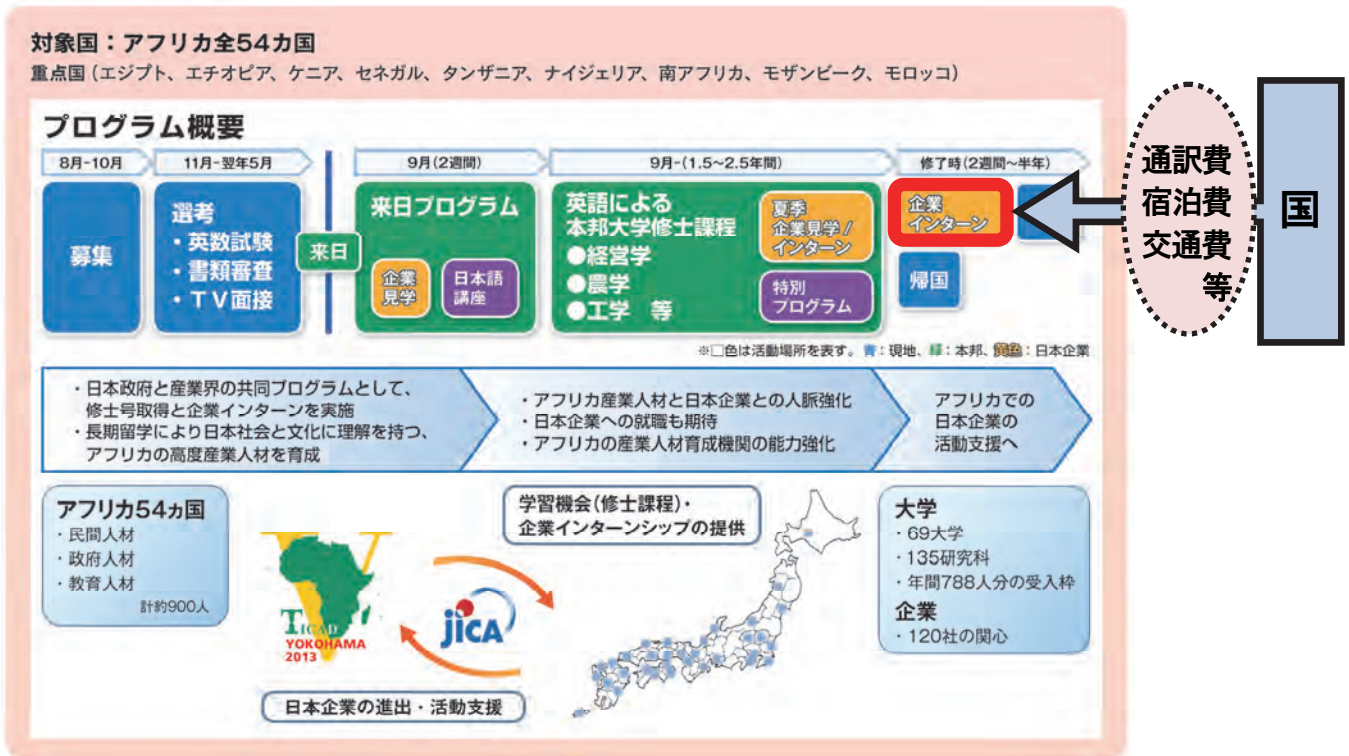 対象国：アフリカ全54カ国
重点国（エジプト、エチオピア、ケニア、セネガル、タンザニア、ナイジェリア、南アフリカ、モザンビーク、モロッコ）
プログラム概要
8月-10月
11月-翌年5月
9月(2週間)
9月-(1.5~2.5年間)
修了時(2週間~半年)
募集
選考
・英数試験
・書類審査
・TV面接
来日
来日プログラム
企業
見学
日本語
講座
英語による
本邦大学修士課程
●経営学
●農学
●工学 等
夏季
企業見学/
インターン
特別
プログラム
企業
インターン
帰国
通訳費
宿泊費
交通費
等
国
※□色は活動場所を表す。青：現地、緑：本邦、黄色：日本企業
・日本政府と産業界の共同プログラムとして、
修士号取得と企業インターンを実施
・長期留学により日本社会と文化に理解を持つ、
アフリカの高度産業人材を育成
・アフリカ産業人材と日本企業との人脈強化
・日本企業への就職も期待
・アフリカの産業人材育成機関の能力強化
アフリカでの
日本企業の
活動支援へ
アフリカ54ヵ国
・民間人材
・政府人材
・教育人材
計約900人
TICAD
YOKOHAMA
2013
jICA
学習機会(修士課程)・
企業インターンシップの提供
日本企業の進出・活動支援
大学
・69大学
・135研究科
・年間788人分の受入枠
企業
・120社の関心